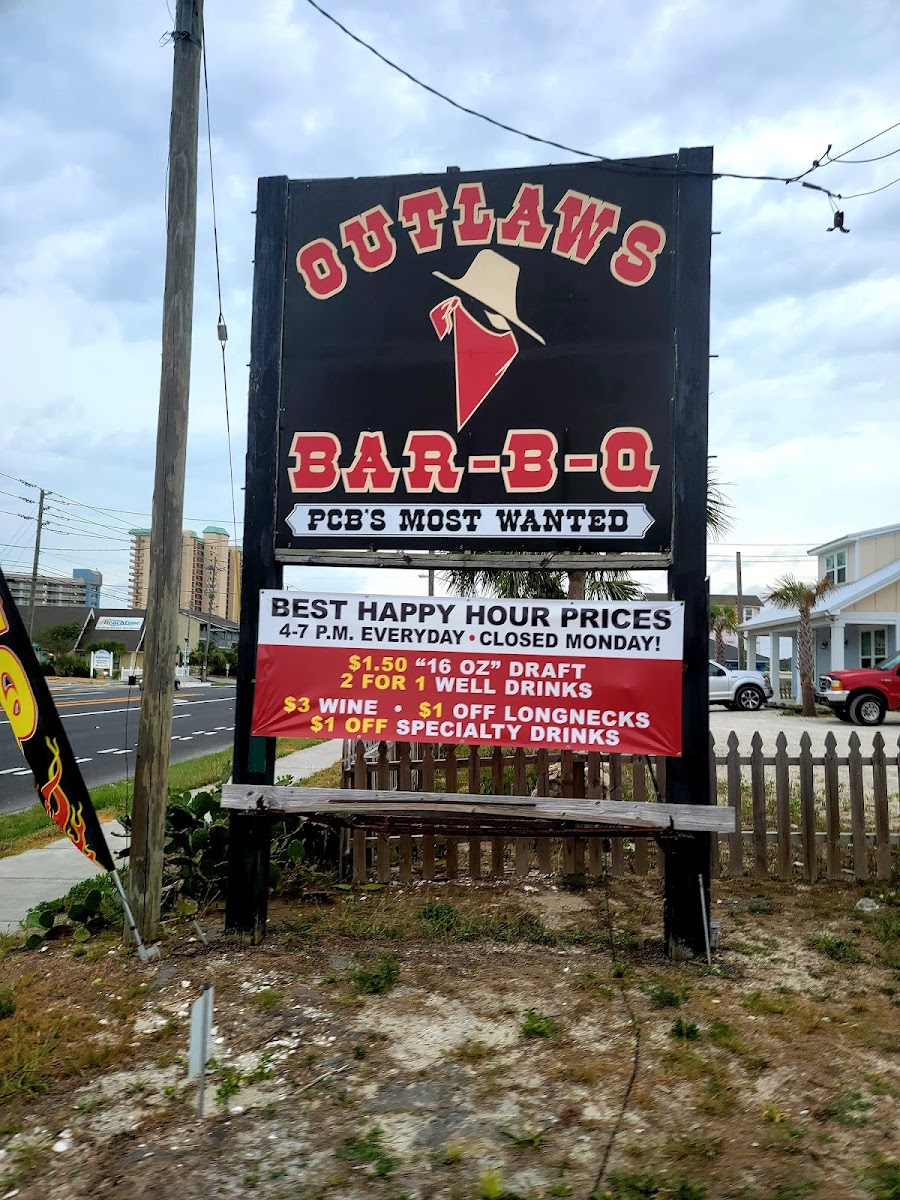 OUTLAWS
BAR-B-Q
PCB'S MOST WANTED
BEST HAPPY HOUR PRICES
4-7 P.M. EVERYDAY • CLOSED MONDAY!
$1.50 "16 OZ" DRAFT
2 FOR 1 WELL DRINKS
$3 WINE • $1 OFF LONGNECKS
$1 OFF SPECIALTY DRINKS